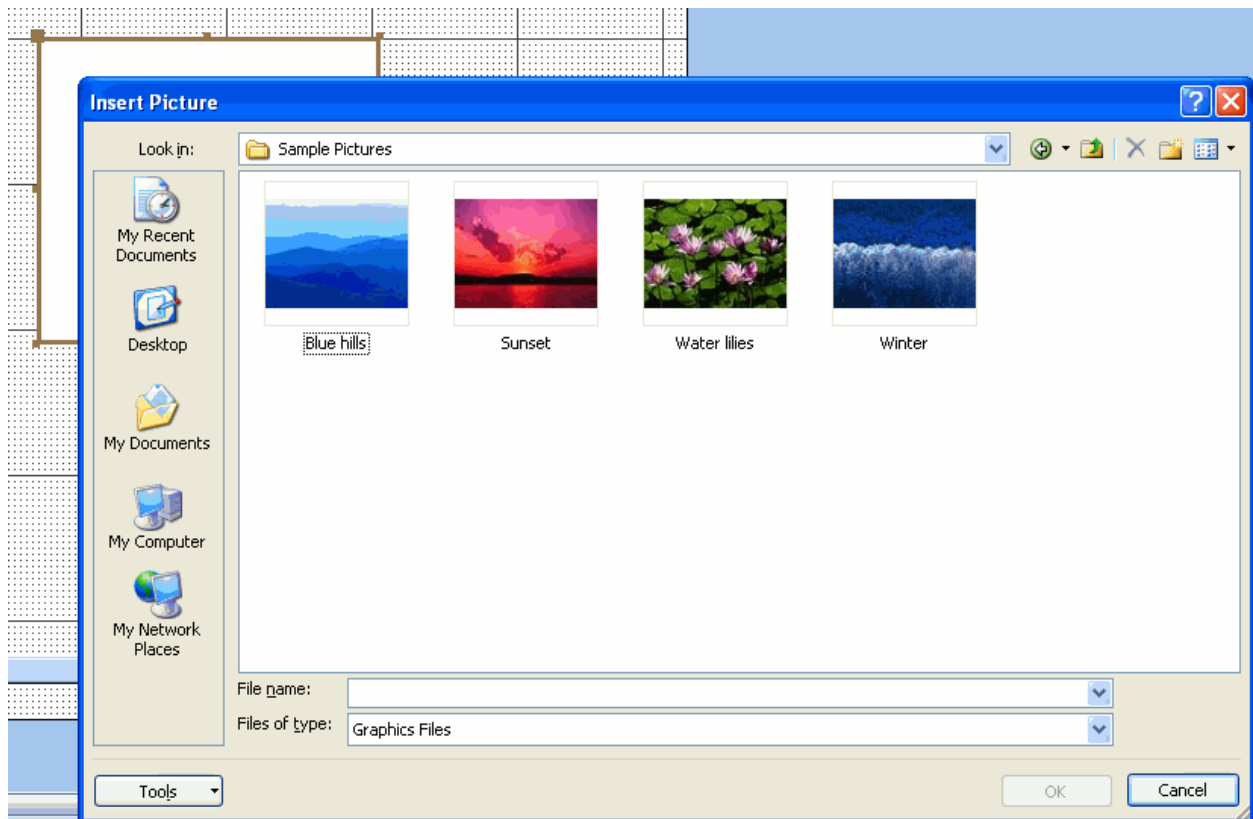 Insert Picture
Look in:
Sample Pictures
My Recent
Documents
Desktop
My Documents
My Computer
My Network
Places
Blue hills
Sunset
Water lilies
Winter
File name:
Files of type:
Graphics Files
Tools
OK
Cancel